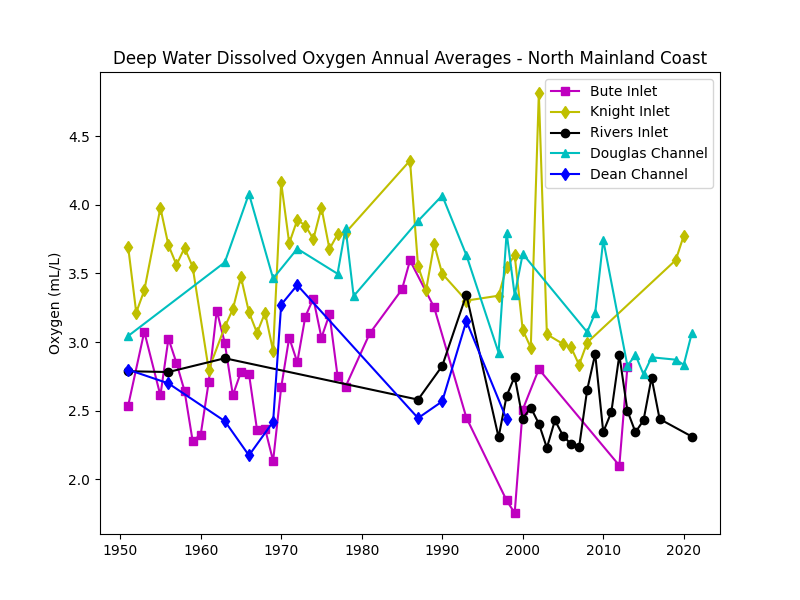 Deep Water Dissolved Oxygen Annual Averages - North Mainland Coast
Bute Inlet
Knight Inlet
Rivers Inlet
Douglas Channel
Dean Channel
Oxygen (mL/L)
4.5
4.0
3.5
3.0
2.5
2.0
1950 1960 1970 1980 1990 2000 2010 2020